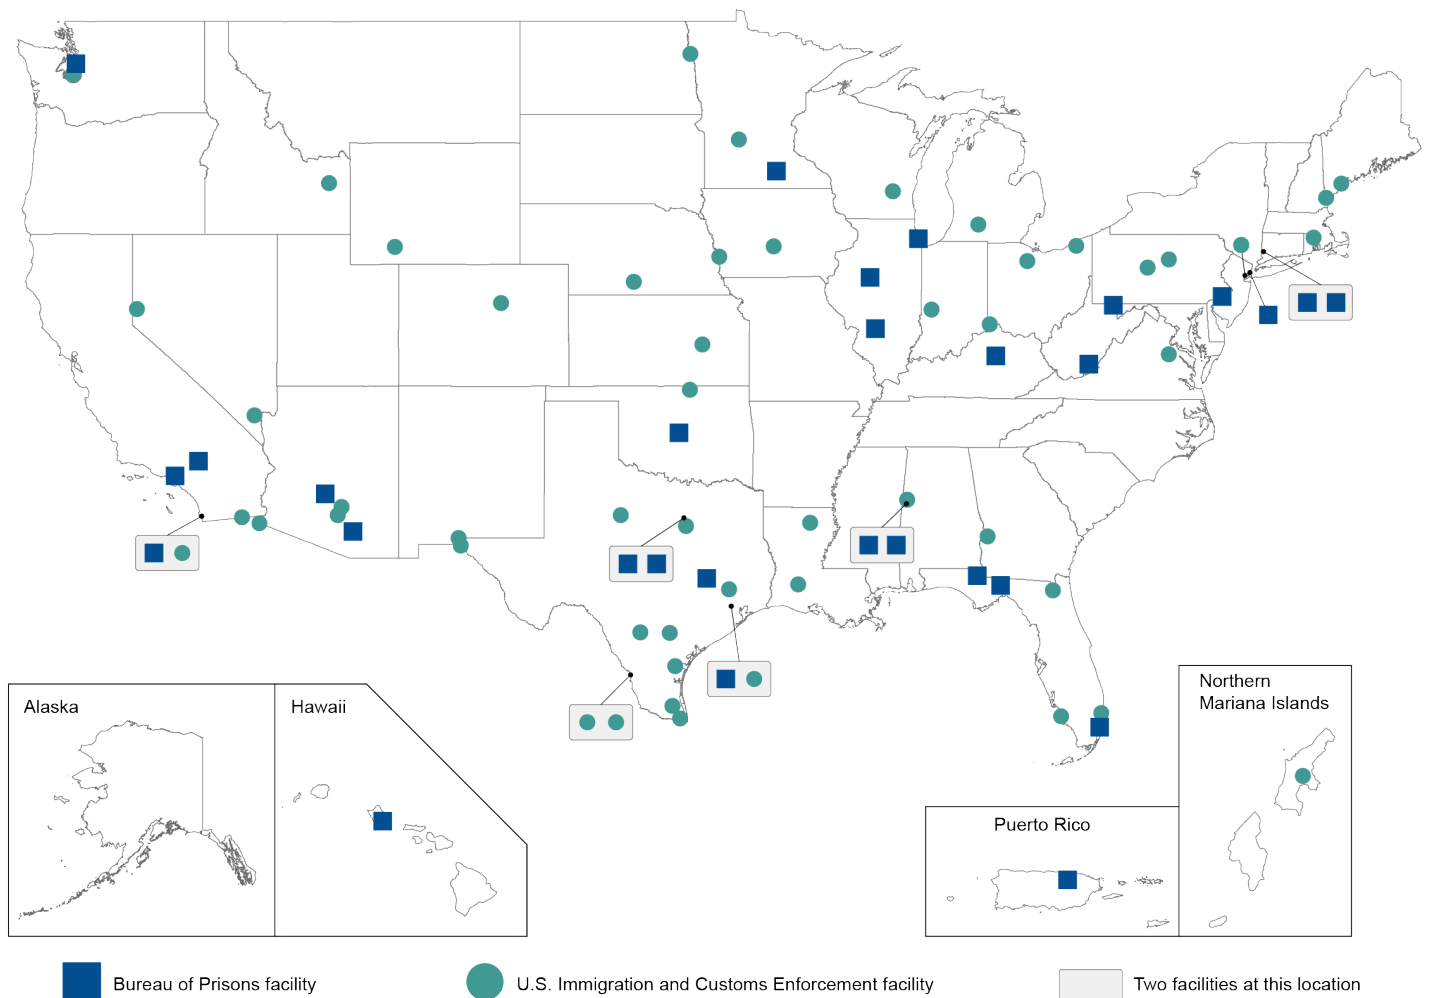 Alaska
Hawaii
Northern
Mariana Islands
Puerto Rico
Bureau of Prisons facility
U.S. Immigration and Customs Enforcement facility
Two facilities at this location